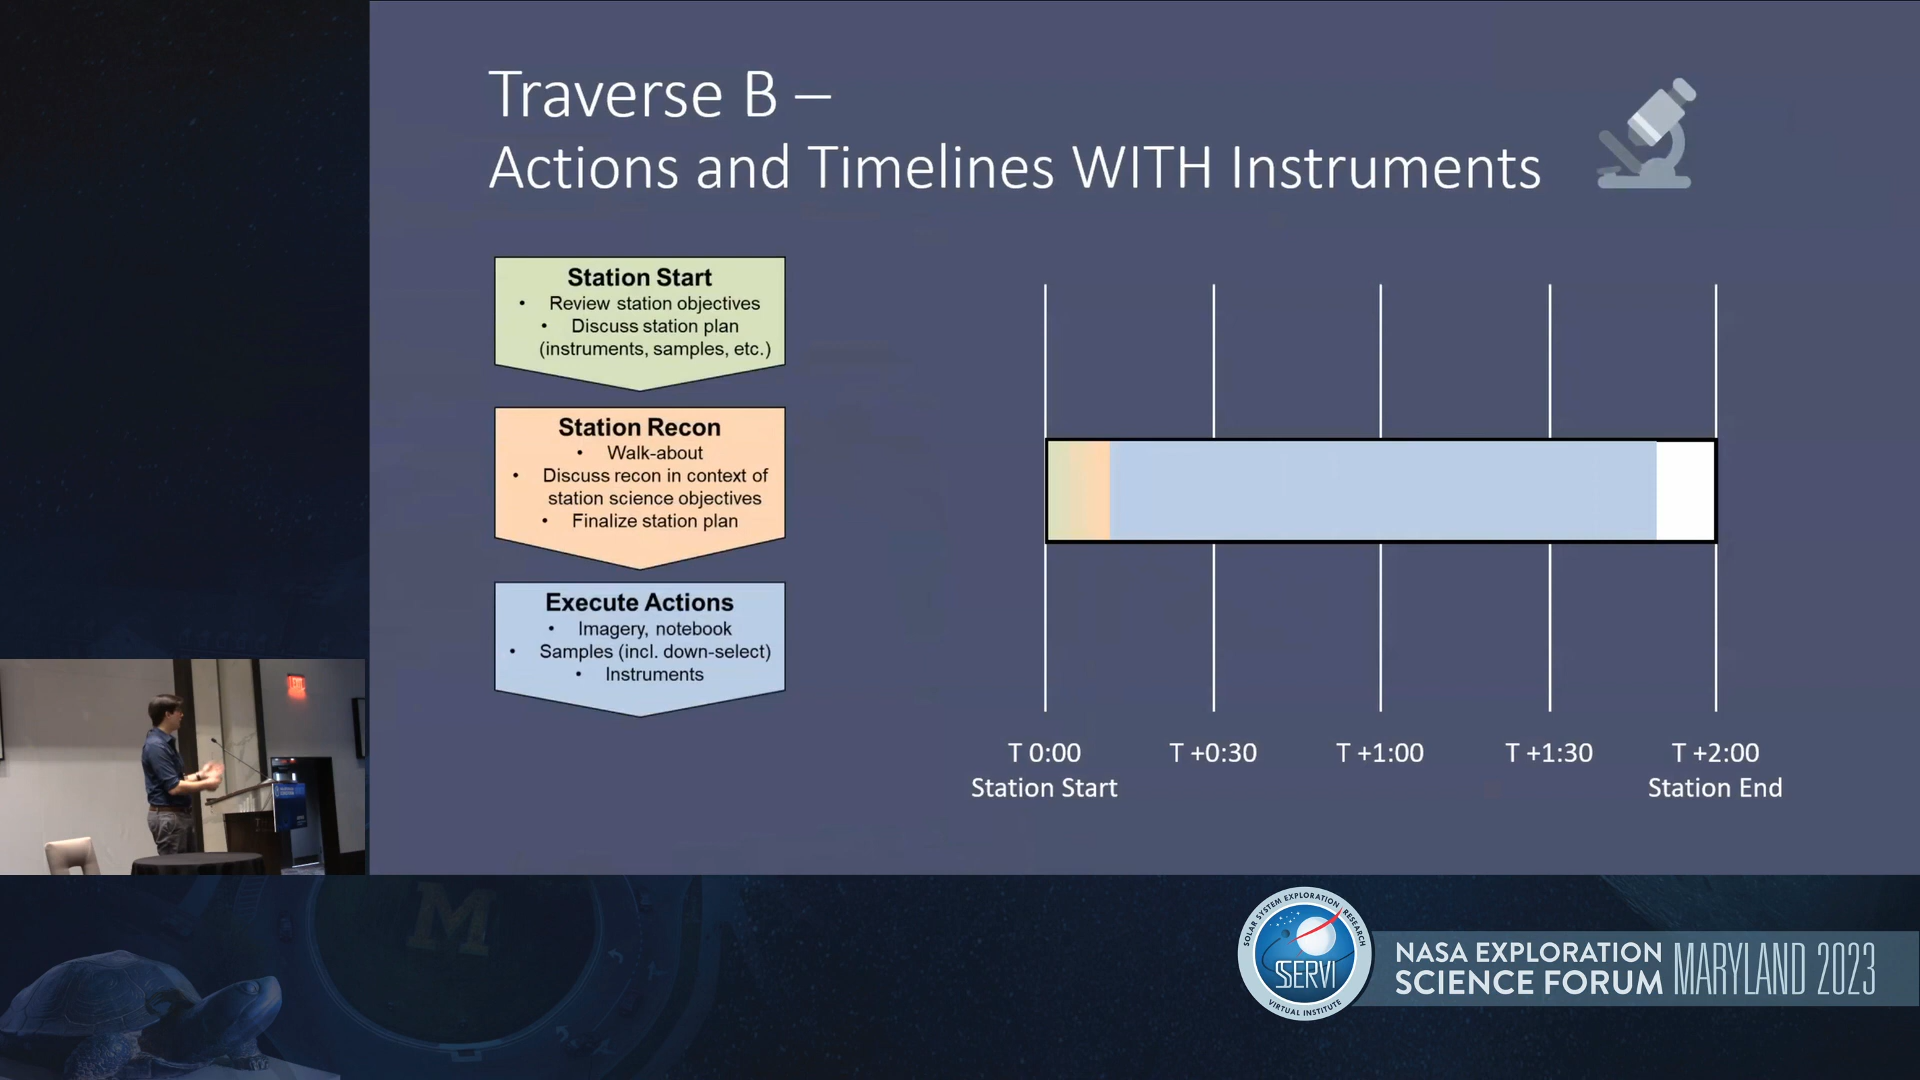 Traverse B –
Actions and Timelines WITH Instruments
Station Start
• Review station objectives
• Discuss station plan
(instruments, samples, etc.)
Station Recon
• Walk-about
• Discuss recon in context of
station science objectives
• Finalize station plan
Execute Actions
• Imagery, notebook
• Samples (incl. down-select)
• Instruments
T 0:00
Station Start
T +0:30
T +1:00
T +1:30
T +2:00
Station End
M
SOLAR SYSTEM EXPLORATION RESEARCH
SSERVI
VIRTUAL INSTITUTE
NASA EXPLORATION
SCIENCE FORUM
MARYLAND 2023